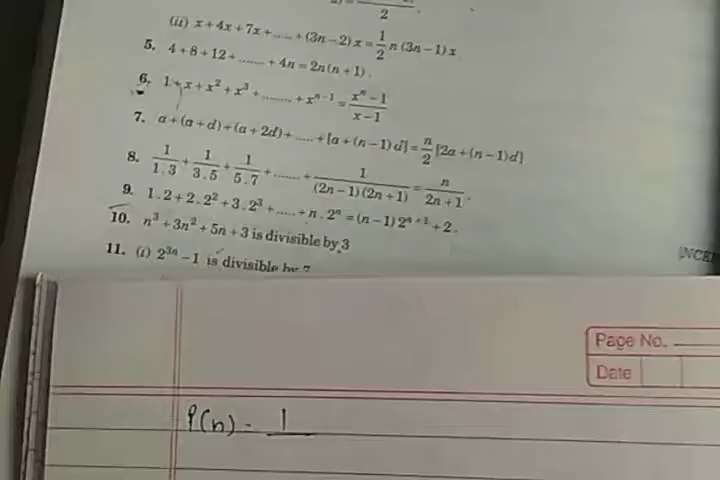 2
(ii) x+4x+7x+.....+(3n−2)x=½n(3n−1)x
5. 4+8+12+........+4n=2n(n+1).
6. 1+x+x²+x³+.........+xⁿ⁻¹=(xⁿ−1)/(x−1)
7. a+(a+d)+(a+2d)+.....+[a+(n−1)d]=n/2[2a+(n−1)d]
8. 1/1.3+1/3.5+1/5.7+.......+1/(2n−1)(2n+1)=n/2n+1.
9. 1.2+2.2²+3.2³+.....+n.2ⁿ=(n−1)2ⁿ⁺¹+2.
10. n³+3n²+5n+3 is divisible by 3
11. (i) 2³ⁿ−1 is divisible by 7
Page No.
Date
P(n) - 1